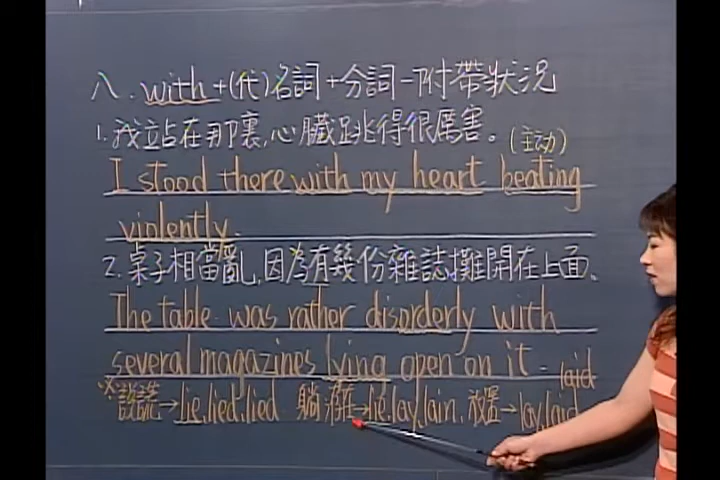 八. with+(代)名詞+分詞-附帶狀況
1. 我站在那裏,心臟跳得很厲害。(主动)
I stood there with my heart beating
violently.
2. 桌子相當亂,因為有幾份雜誌攤開在上面。
The table was rather disorderly with
several magazines lying open on it.
※說謊→lie,lied,lied 躺,→lie,lay,lain, 放置→lay,laid
laid